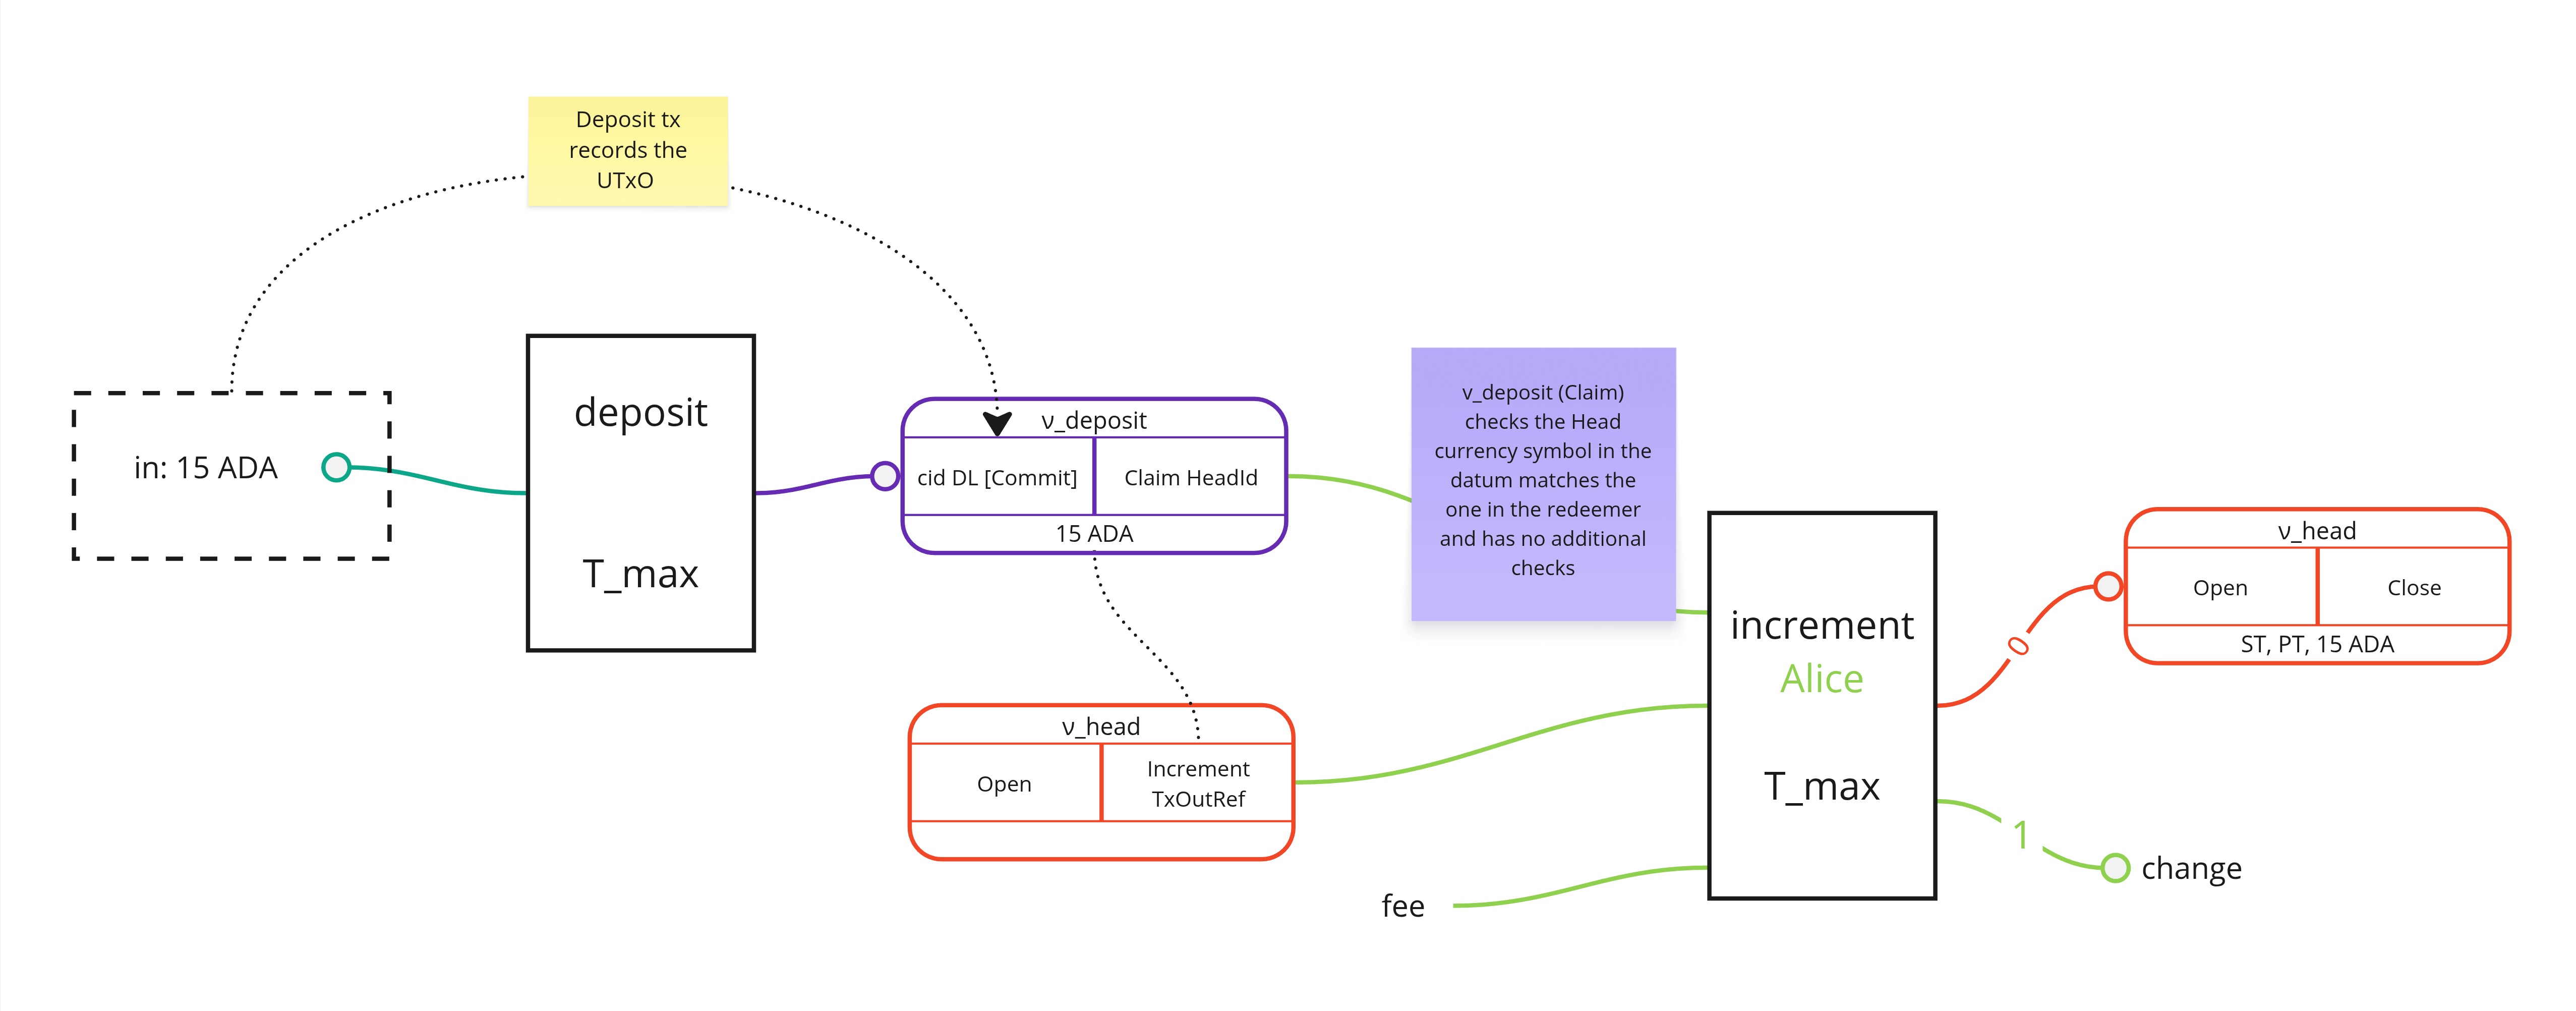 Deposit tx
records the
UTxO
in: 15 ADA
deposit
T_max
ν_deposit
cid DL [Commit]
Claim HeadId
15 ADA
v_deposit (Claim)
checks the Head
currency symbol in the
datum matches the
one in the redeemer
and has no additional
checks
ν_head
Open
Increment
TxOutRef
fee
increment
Alice
T_max
0
ν_head
Open
Close
ST, PT, 15 ADA
1
change